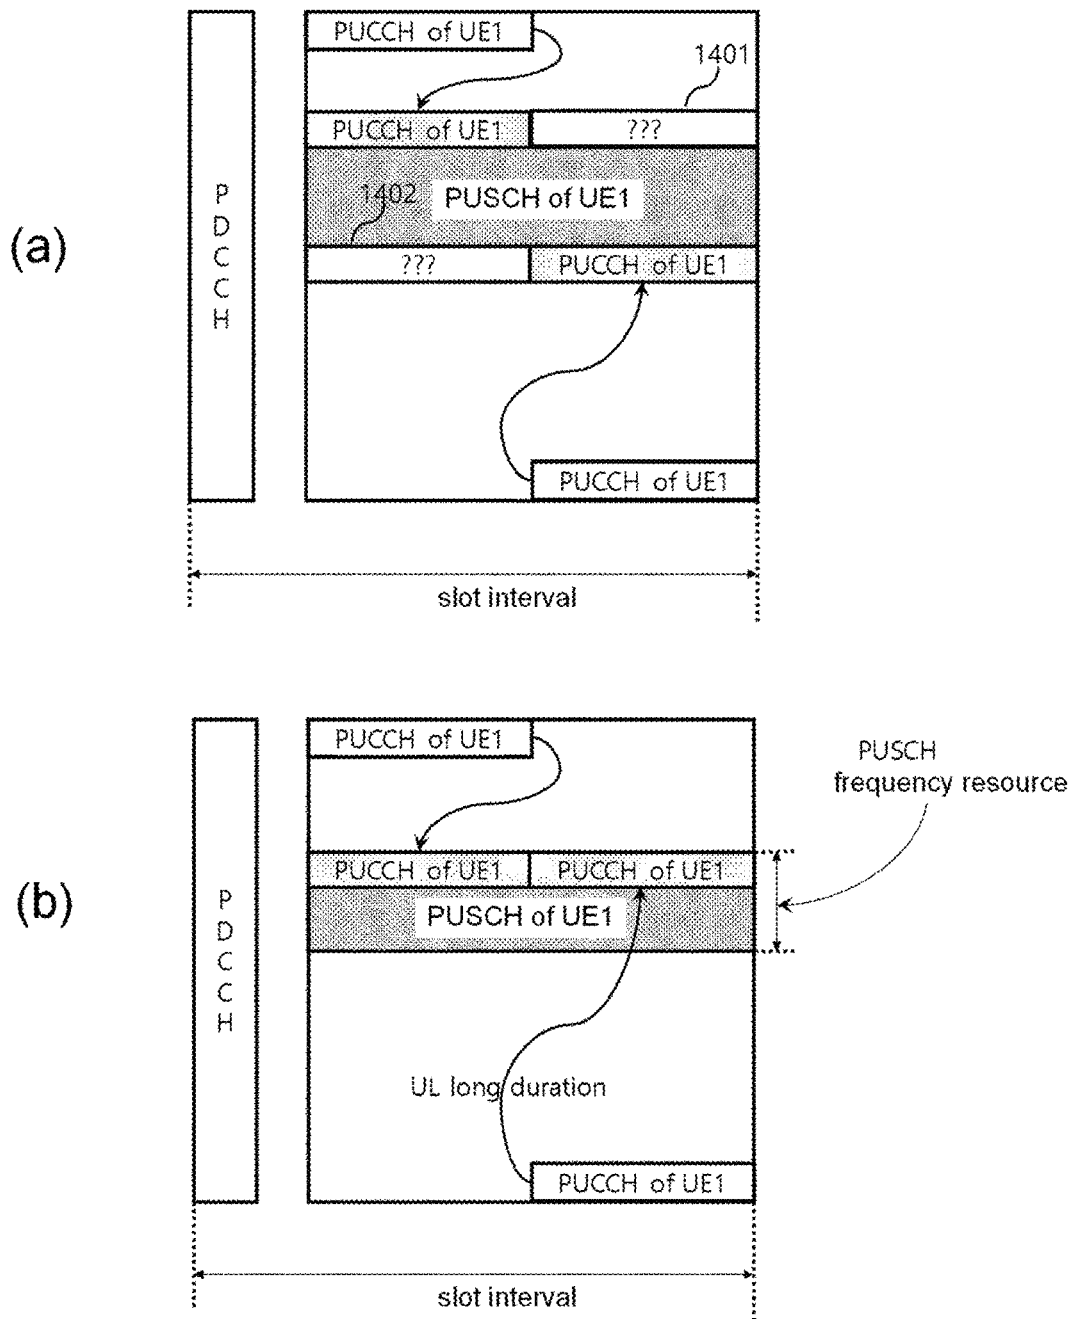 PUCCH of UE1
1401
PUCCH of UE1
???
1402
PUSCH of UE1
(a)
P
D
C
C
H
???
PUCCH of UE1
PUCCH of UE1
slot interval
PUCCH of UE1
PUSCH
frequency resource
PUCCH of UE1
PUCCH of UE1
(b)
P
D
C
C
H
PUSCH of UE1
UL long duration
PUCCH of UE1
slot interval